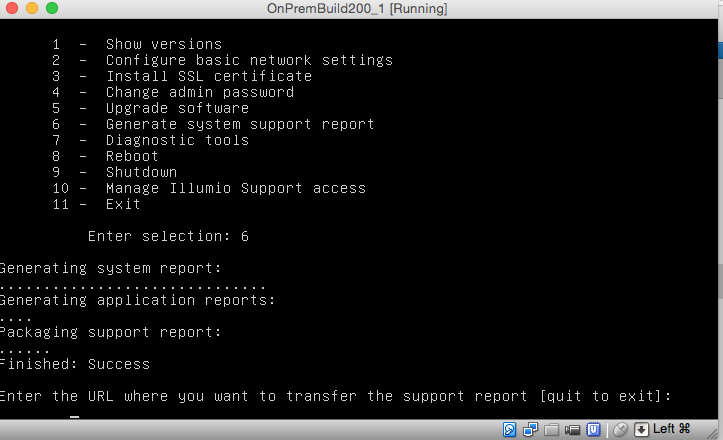 OnPremBuild200_1 [Running]
1 - Show versions
2 - Configure basic network settings
3 - Install SSL certificate
4 - Change admin password
5 - Upgrade software
6 - Generate system support report
7 - Diagnostic tools
8 - Reboot
9 - Shutdown
10 - Manage Illumio Support access
11 - Exit
Enter selection: 6
Generating system report:
..............................
Generating application reports:
....
Packaging support report:
......
Finished: Success
Enter the URL where you want to transfer the support report [quit to exit]:
_
Left ⌘